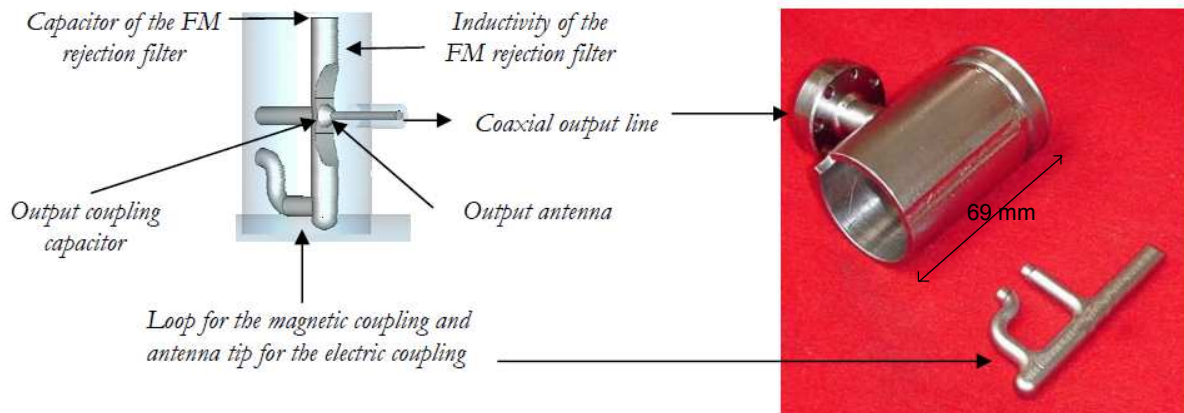 Capacitor of the FM
rejection filter
Inductivity of the
FM rejection filter
Coaxial output line
Output coupling
capacitor
Output antenna
69 mm
Loop for the magnetic coupling and
antenna tip for the electric coupling